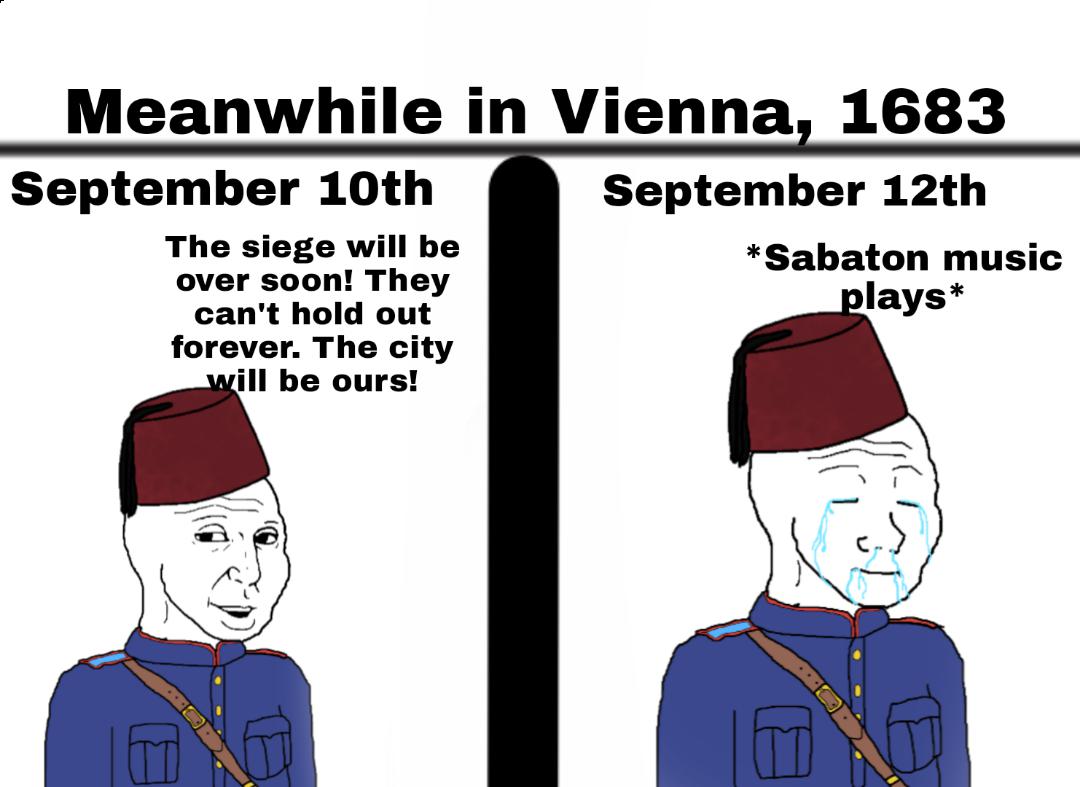 Meanwhile in Vienna, 1683
September 10th
The siege will be
over soon! They
can't hold out
forever. The city
will be ours!
September 12th
*Sabaton music
plays*